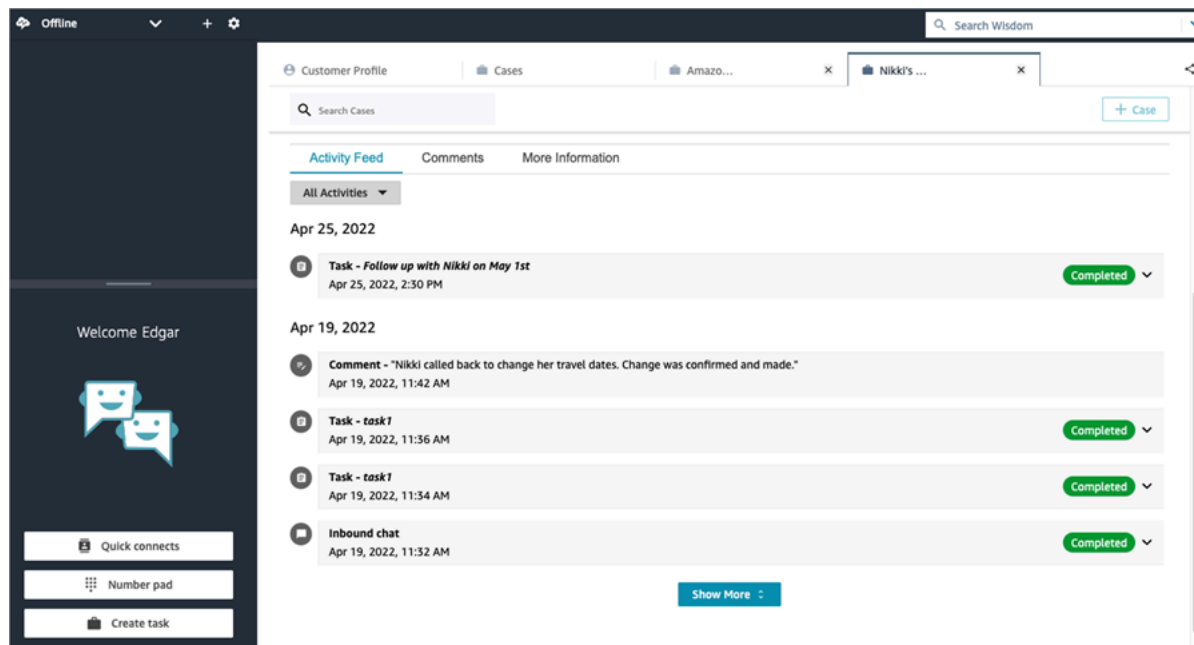 Offline
Search Wisdom
Customer Profile
Cases
Amazo...
Nikki's ...
Search Cases
+ Case
Activity Feed
Comments
More Information
All Activities
Apr 25, 2022
Task - Follow up with Nikki on May 1st
Apr 25, 2022, 2:30 PM
Completed
Apr 19, 2022
Comment - "Nikki called back to change her travel dates. Change was confirmed and made."
Apr 19, 2022, 11:42 AM
Task - task1
Apr 19, 2022, 11:36 AM
Completed
Task - task1
Apr 19, 2022, 11:34 AM
Completed
Inbound chat
Apr 19, 2022, 11:32 AM
Completed
Show More
Welcome Edgar
Quick connects
Number pad
Create task